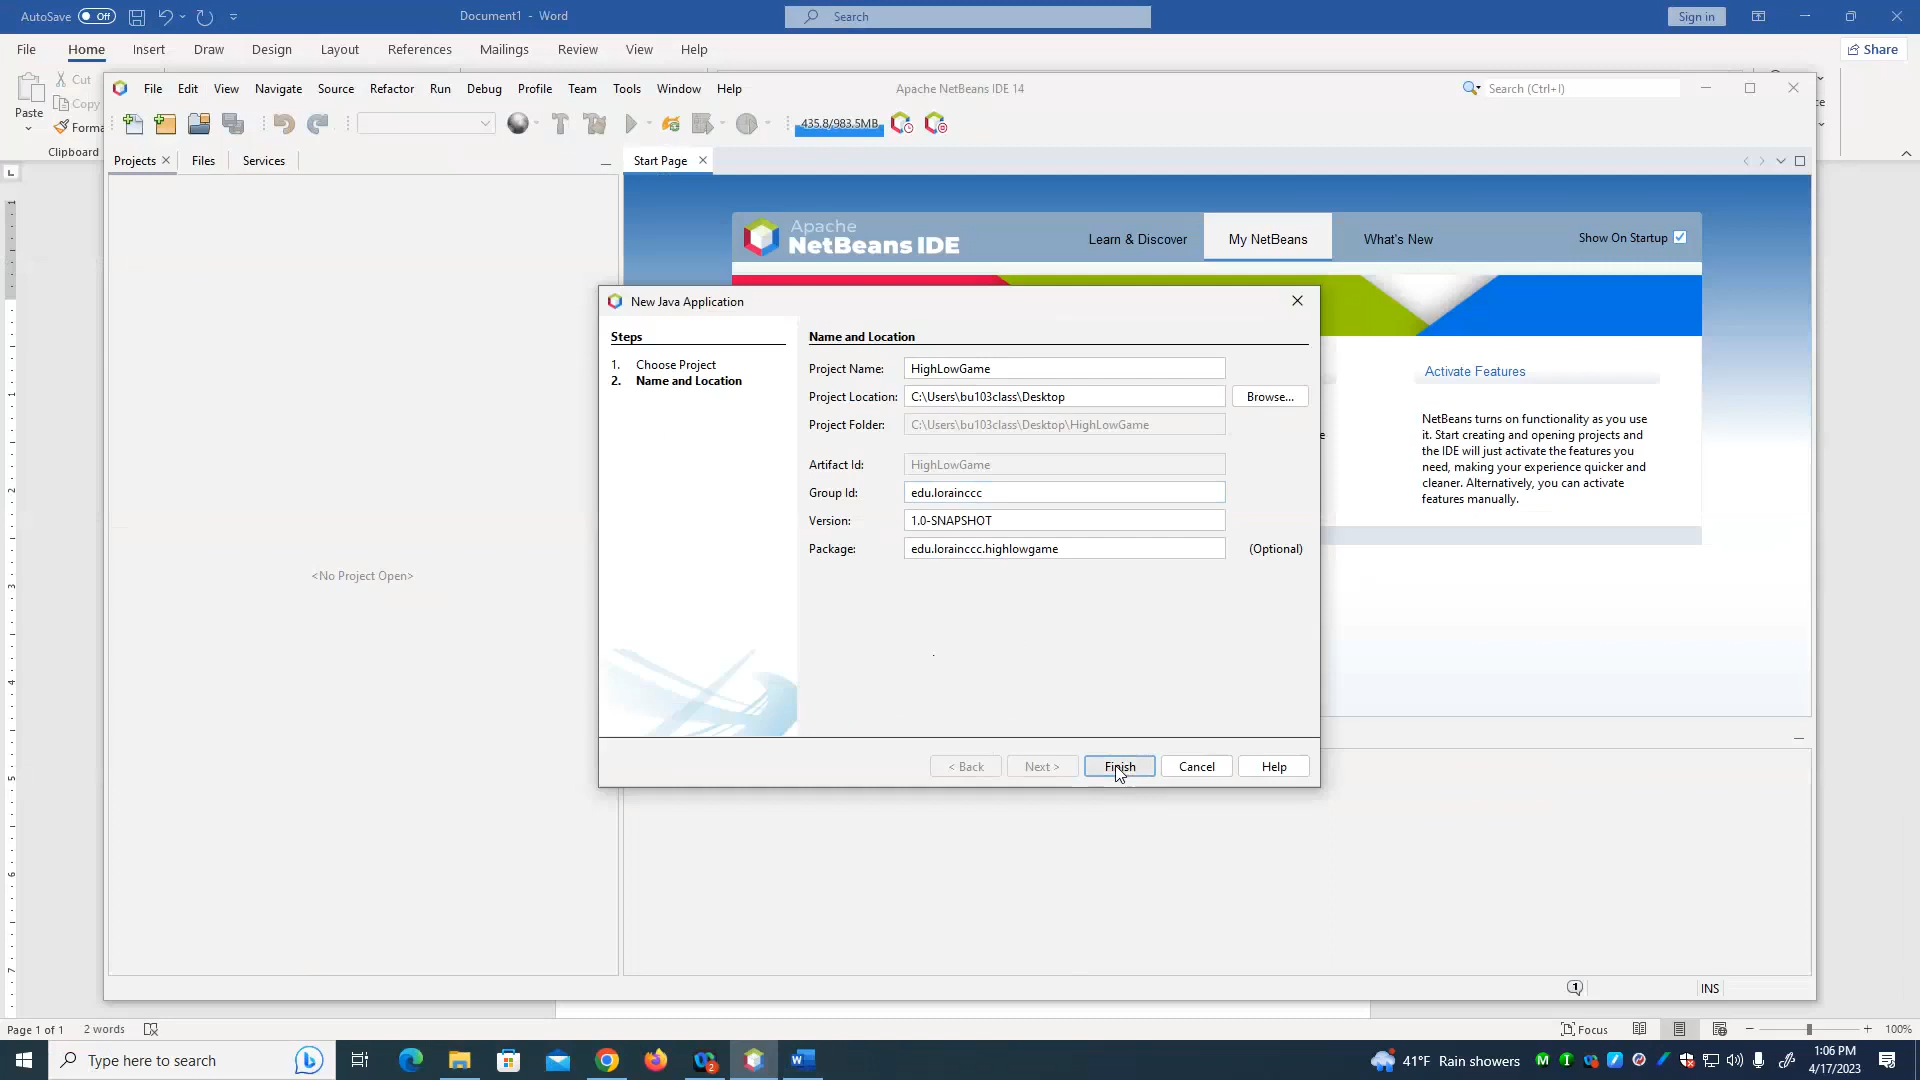 AutoSave Off Document1 - Word Search Sign in
File Home Insert Draw Design Layout References Mailings Review View Help Share
Paste Cut
Copy
Forma
Clipboard
File Edit View Navigate Source Refactor Run Debug Profile Team Tools Window Help Apache NetBeans IDE 14 Search (Ctrl+I)
435.8/983.5MB
Projects Files Services Start Page
Apache
NetBeans IDE
Learn & Discover My NetBeans What's New Show On Startup
<No Project Open>
New Java Application
Steps
1. Choose Project
2. Name and Location
Name and Location
Project Name: HighLowGame
Project Location: C:\Users\bu103class\Desktop Browse...
Project Folder: C:\Users\bu103class\Desktop\HighLowGame
Artifact Id: HighLowGame
Group Id: edu.lorainccc
Version: 1.0-SNAPSHOT
Package: edu.lorainccc.highlowgame (Optional)
< Back Next > Finish Cancel Help
Activate Features
NetBeans turns on functionality as you use
it. Start creating and opening projects and
the IDE will just activate the features you
need, making your experience quicker and
cleaner. Alternatively, you can activate
features manually.
1 INS
Page 1 of 1 2 words Focus 100%
Type here to search 41°F Rain showers 1:06 PM
4/17/2023